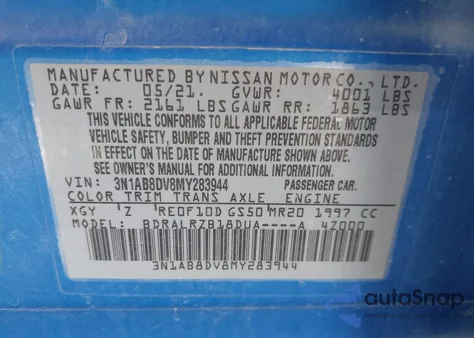 MANUFACTURED BY NISSAN MOTOR CO., LTD.
DATE: 05/21. GVWR: 4001 LBS
GAWR FR: 2161 LBS GAWR RR: 1863 LBS
THIS VEHICLE CONFORMS TO ALL APPLICABLE FEDERAL MOTOR
VEHICLE SAFETY, BUMPER AND THEFT PREVENTION STANDARDS
IN EFFECT ON THE DATE OF MANUFACTURE SHOWN ABOVE.
SEE OWNER'S MANUAL FOR ADDITIONAL INFORMATION.
VIN: 3N1AB8DV8MY283944 PASSENGER CAR.
COLOR TRIM TRANS AXLE ENGINE
XGY 'Z RE0F10D GS50 MR20 1997 CC
MODEL: BDRALRZB18DUA----A 4Z000
3N1AB8DV8MY283944
autoSnap